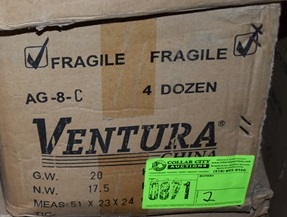 FRAGILE FRAGILE
AG-8-C 4 DOZEN
VENTURA
CHINA
G.W. 20
N.W. 17.5
MEAS-51 X 23 X 24
COLLAR CITY
AUCTIONS
0871
2